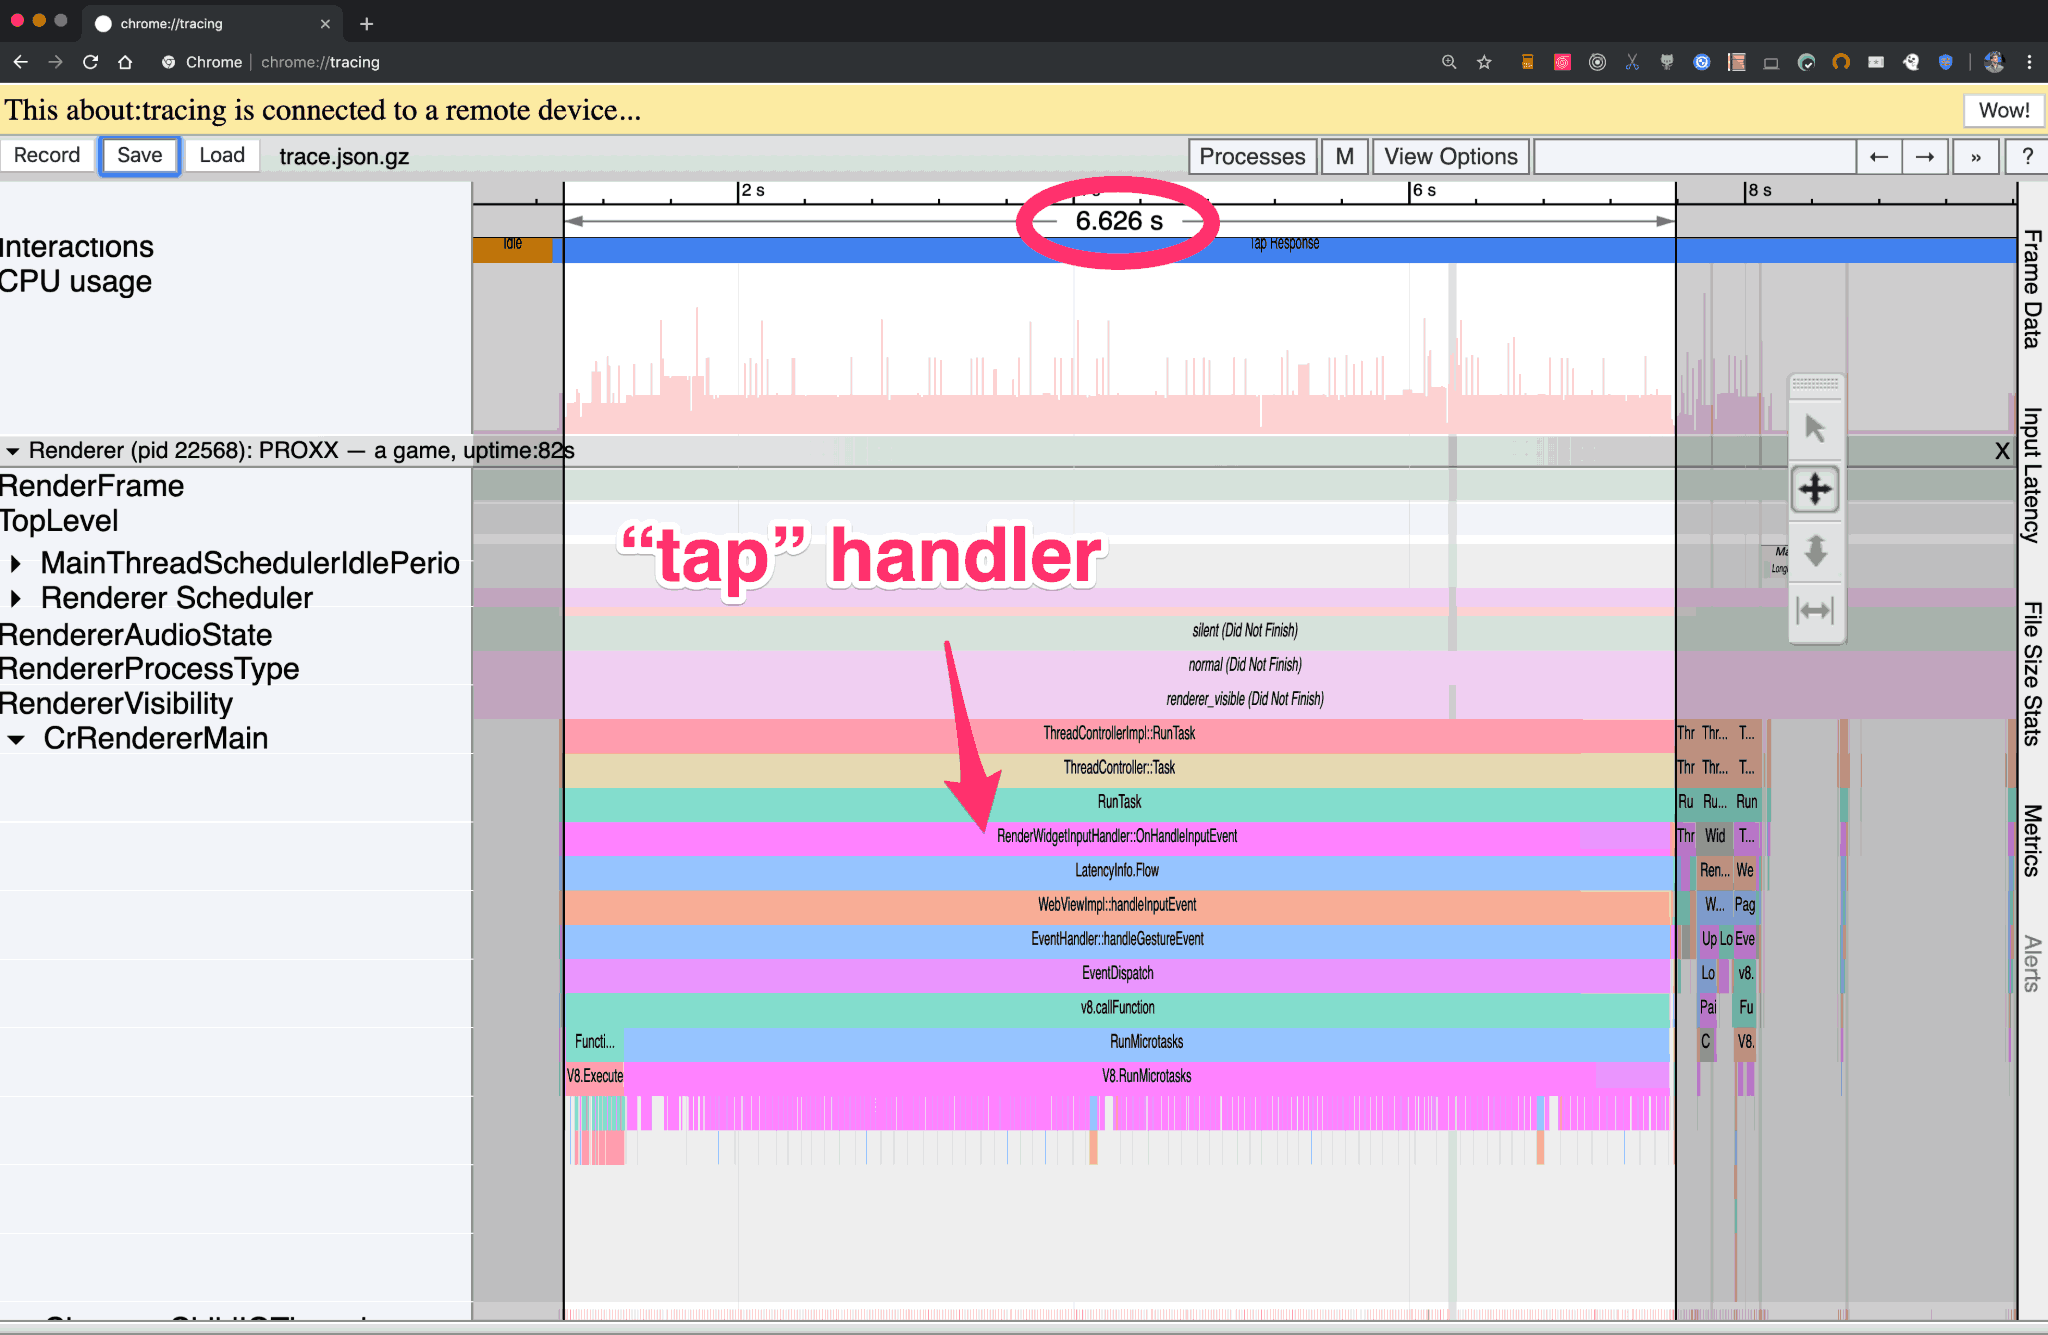 chrome://tracing
Chrome | chrome://tracing
This about:tracing is connected to a remote device...
Wow!
Record
Save
Load
trace.json.gz
Processes
M
View Options
←
→
»
?
2 s
6 s
8 s
6.626 s
Interactions
Idle
Tap Response
CPU usage
Frame Data
Input Latency
File Size Stats
Metrics
Alerts
Renderer (pid 22568): PROXX — a game, uptime:82s
X
RenderFrame
TopLevel
“tap” handler
MainThreadSchedulerIdlePerio
Renderer Scheduler
RendererAudioState
silent (Did Not Finish)
RendererProcessType
normal (Did Not Finish)
RendererVisibility
renderer_visible (Did Not Finish)
CrRendererMain
ThreadControllerImpl::RunTask
Thr Thr... T...
ThreadController::Task
Thr Thr... T...
RunTask
Ru Ru... Run
RenderWidgetInputHandler::OnHandleInputEvent
Thr Wid T...
LatencyInfo.Flow
Ren... We
WebViewImpl::handleInputEvent
W... Pag
EventHandler::handleGestureEvent
Up Lo Eve
EventDispatch
Lo v8.
v8.callFunction
Pai Fu
Functi...
RunMicrotasks
C V8.
V8.Execute
V8.RunMicrotasks